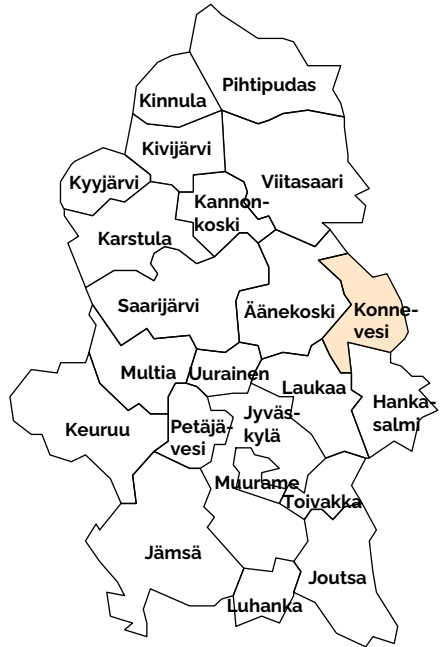 Pihtipudas
Kinnula
Kivijärvi
Kyyjärvi
Viitasaari
Kannon-
koski
Karstula
Saarijärvi
Äänekoski
Konne-
vesi
Multia
Uurainen
Laukaa
Hanka-
salmi
Keuruu
Petäjä-
vesi
Jyväs-
kylä
Muurame
Toivakka
Jämsä
Joutsa
Luhanka